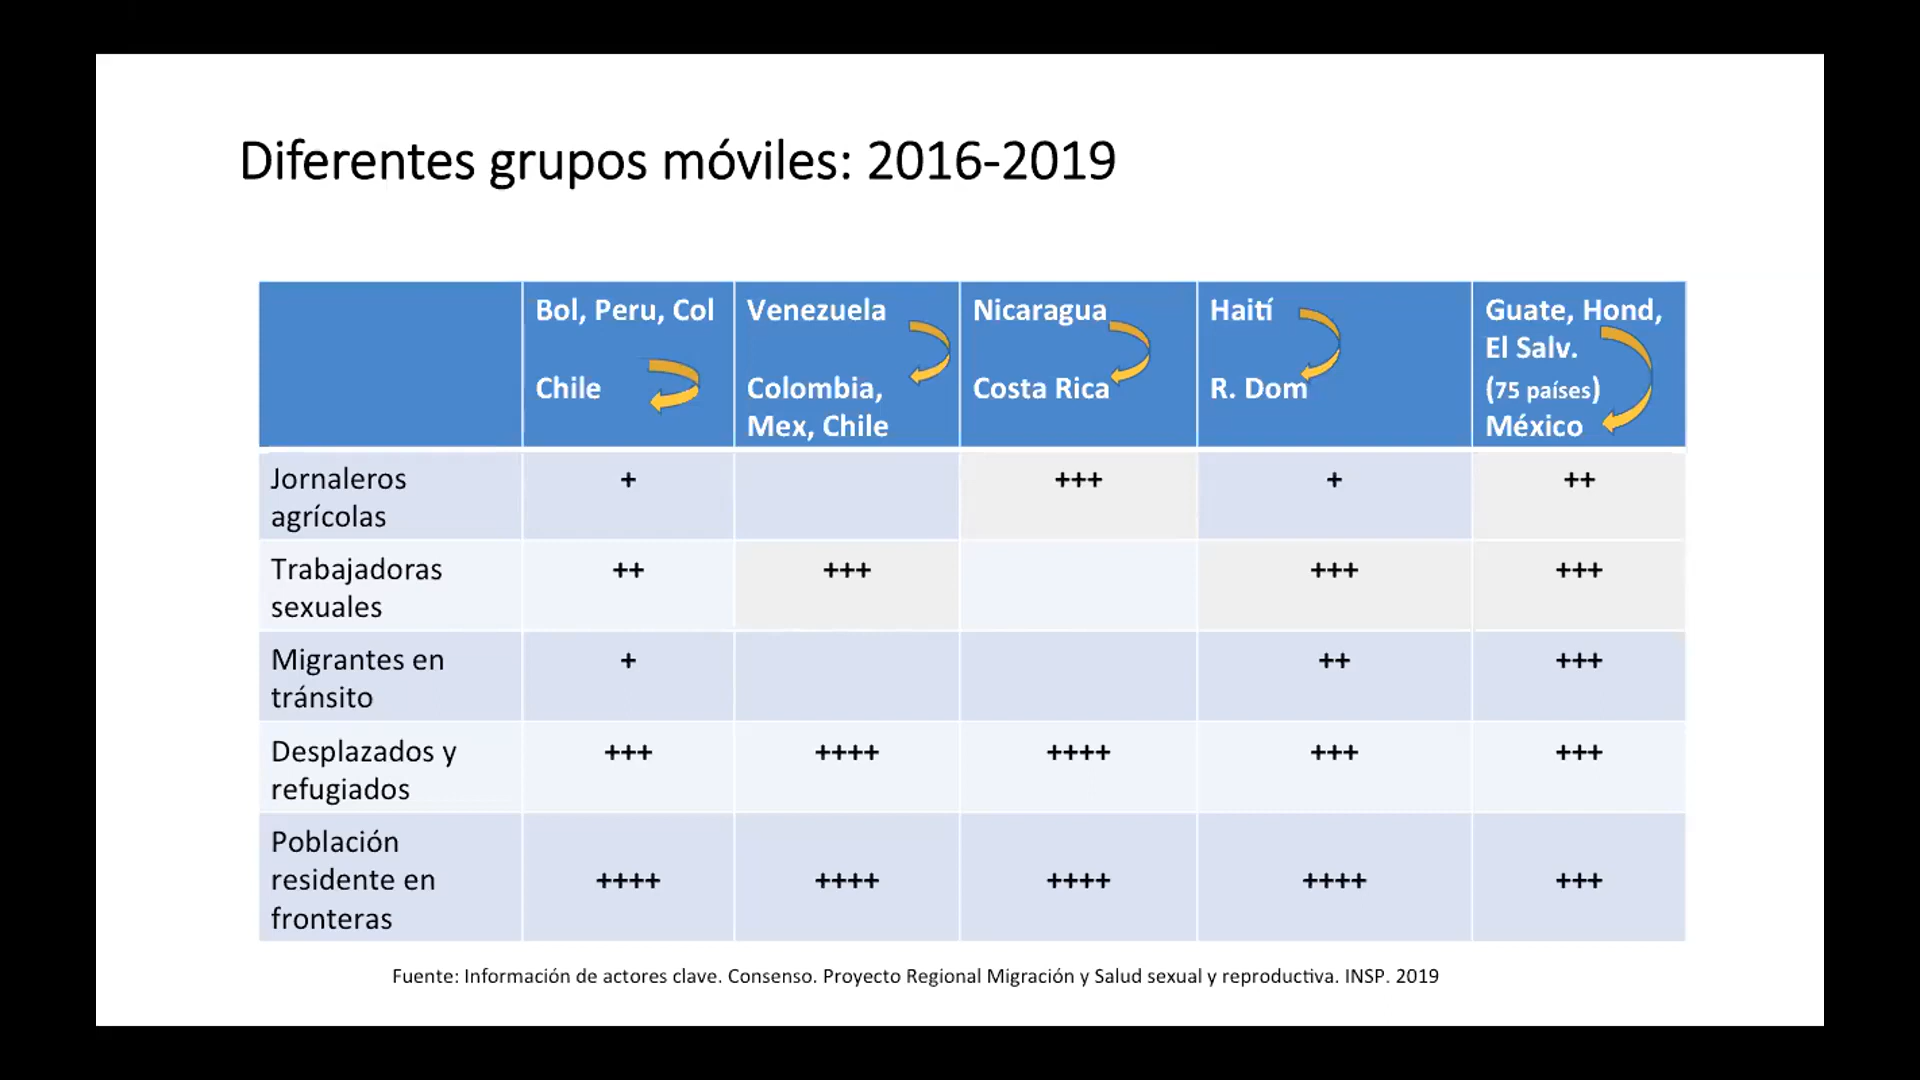 Diferentes grupos móviles: 2016-2019
Bol, Peru, Col
Chile
Venezuela
Colombia,
Mex, Chile
Nicaragua
Costa Rica
Haití
R. Dom
Guate, Hond,
El Salv.
(75 países)
México
Jornaleros
agrícolas
+
+++
+
++
Trabajadoras
sexuales
++
+++
+++
+++
Migrantes en
tránsito
+
++
+++
Desplazados y
refugiados
+++
++++
++++
+++
+++
Población
residente en
fronteras
++++
++++
++++
++++
+++
Fuente: Información de actores clave. Consenso. Proyecto Regional Migración y Salud sexual y reproductiva. INSP. 2019